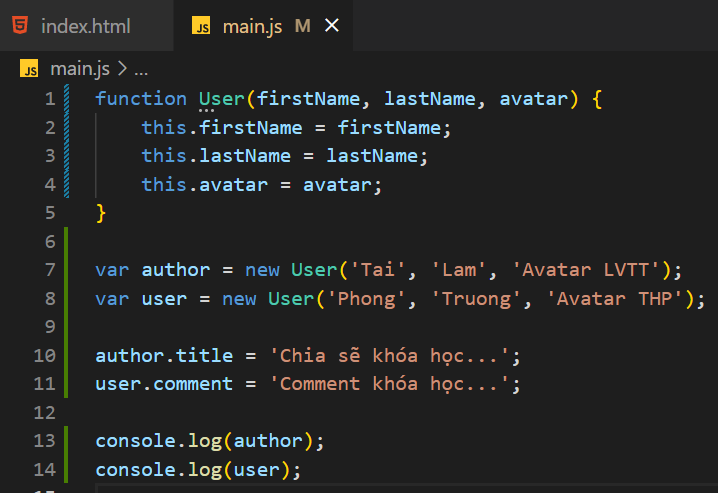 index.html
JS main.js M ×
JS main.js > ...
1 function User(firstName, lastName, avatar) {
2     this.firstName = firstName;
3     this.lastName = lastName;
4     this.avatar = avatar;
5 }
6
7 var author = new User('Tai', 'Lam', 'Avatar LVTT');
8 var user = new User('Phong', 'Truong', 'Avatar THP');
9
10 author.title = 'Chia sẽ khóa học...';
11 user.comment = 'Comment khóa học...';
12
13 console.log(author);
14 console.log(user);